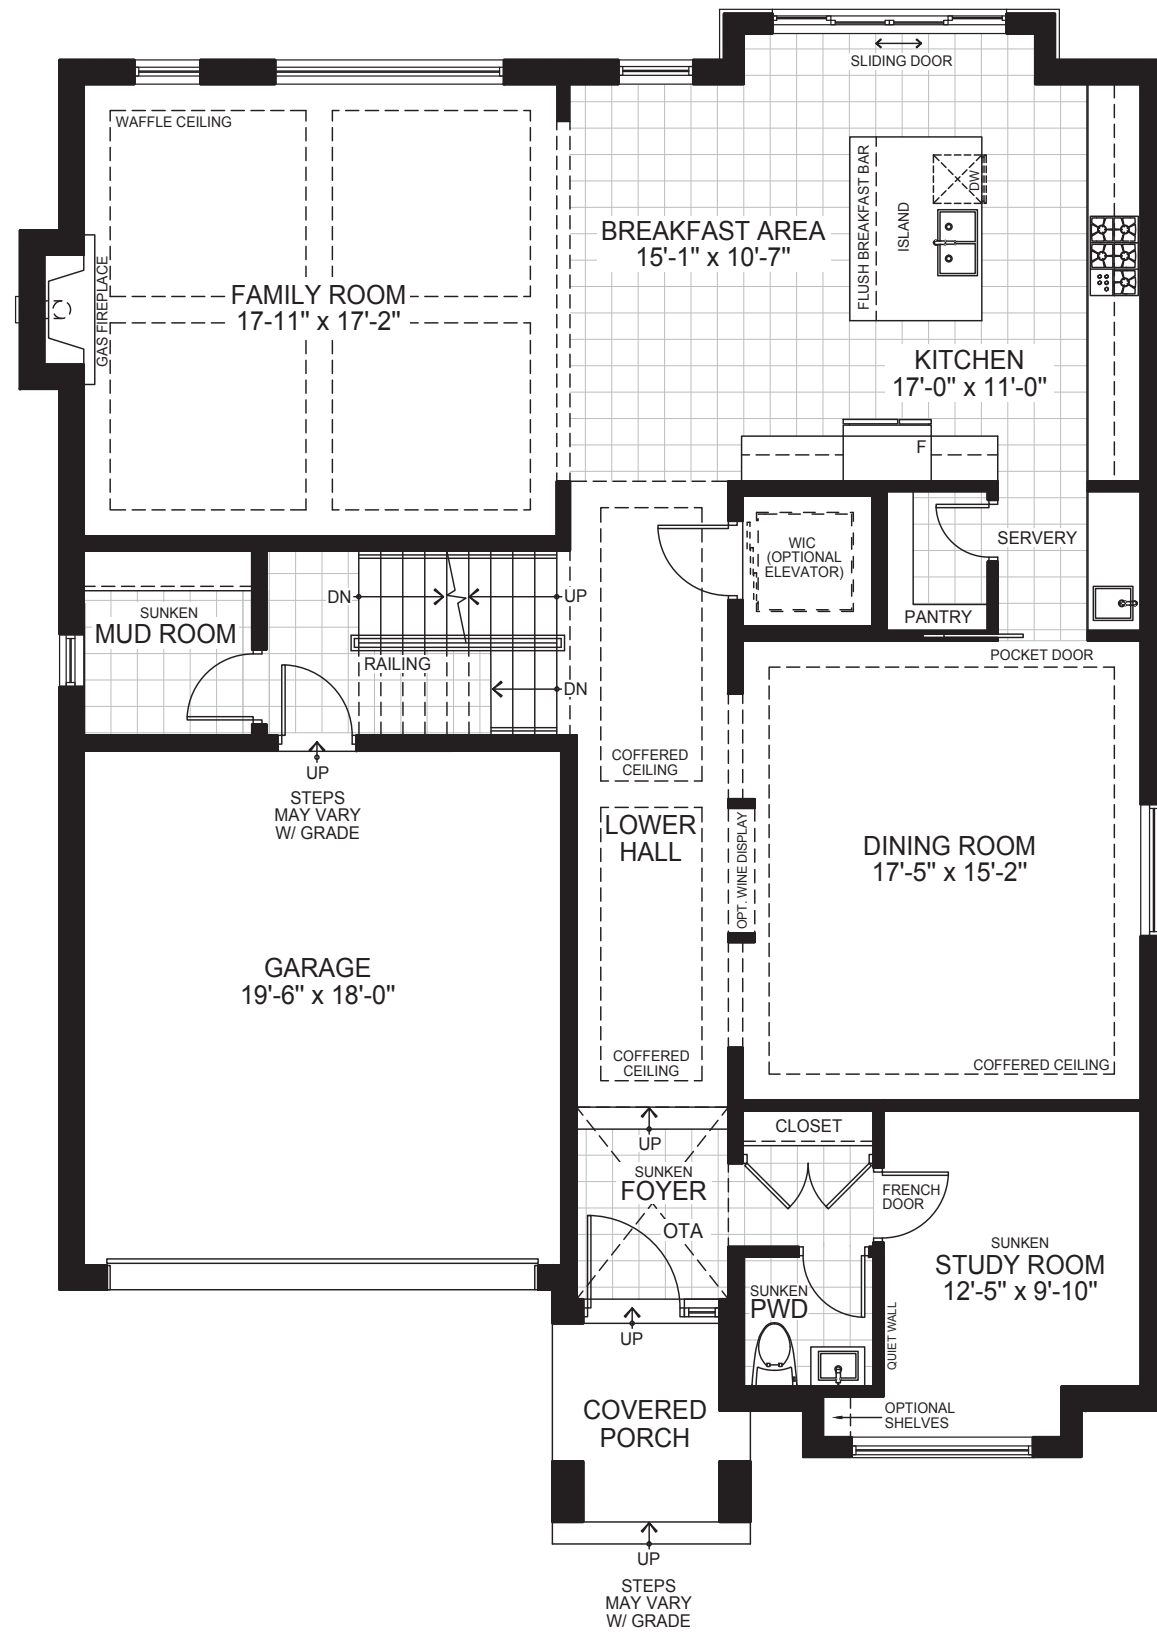 SLIDING DOOR
WAFFLE CEILING
FLUSH BREAKFAST BAR
ISLAND
DW
BREAKFAST AREA
15'-1" x 10'-7"
GAS FIREPLACE
FAMILY ROOM
17-11" x 17'-2"
KITCHEN
17'-0" x 11'-0"
F
WIC
(OPTIONAL
ELEVATOR)
SERVERY
PANTRY
POCKET DOOR
DN
UP
SUNKEN
MUD ROOM
RAILING
DN
UP
STEPS
MAY VARY
W/ GRADE
COFFERED
CEILING
LOWER
HALL
OPT. WINE DISPLAY
DINING ROOM
17'-5" x 15'-2"
GARAGE
19'-6" x 18'-0"
COFFERED
CEILING
COFFERED CEILING
UP
CLOSET
SUNKEN
FOYER
OTA
FRENCH
DOOR
SUNKEN
STUDY ROOM
12'-5" x 9'-10"
SUNKEN
PWD
QUIET WALL
UP
COVERED
PORCH
OPTIONAL
SHELVES
UP
STEPS
MAY VARY
W/ GRADE